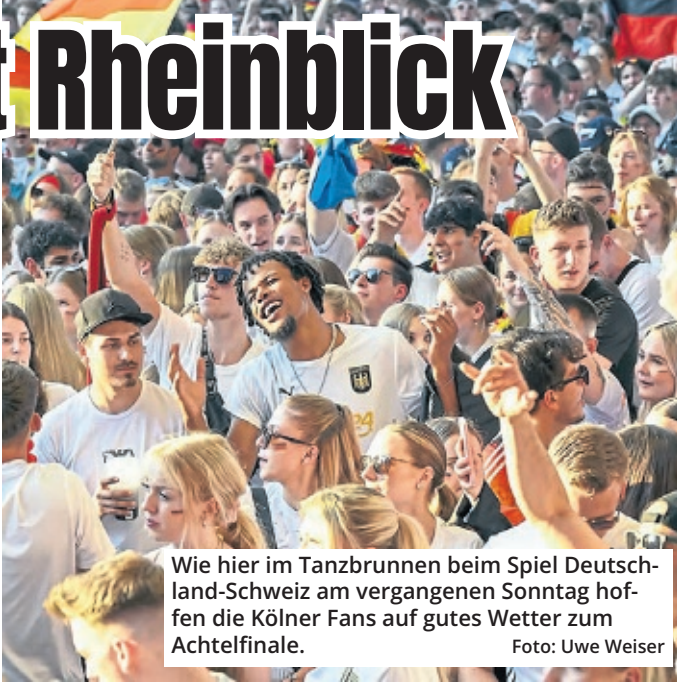 t Rheinblick
Wie hier im Tanzbrunnen beim Spiel Deutsch-
land-Schweiz am vergangenen Sonntag hof-
fen die Kölner Fans auf gutes Wetter zum
Achtelfinale. Foto: Uwe Weiser